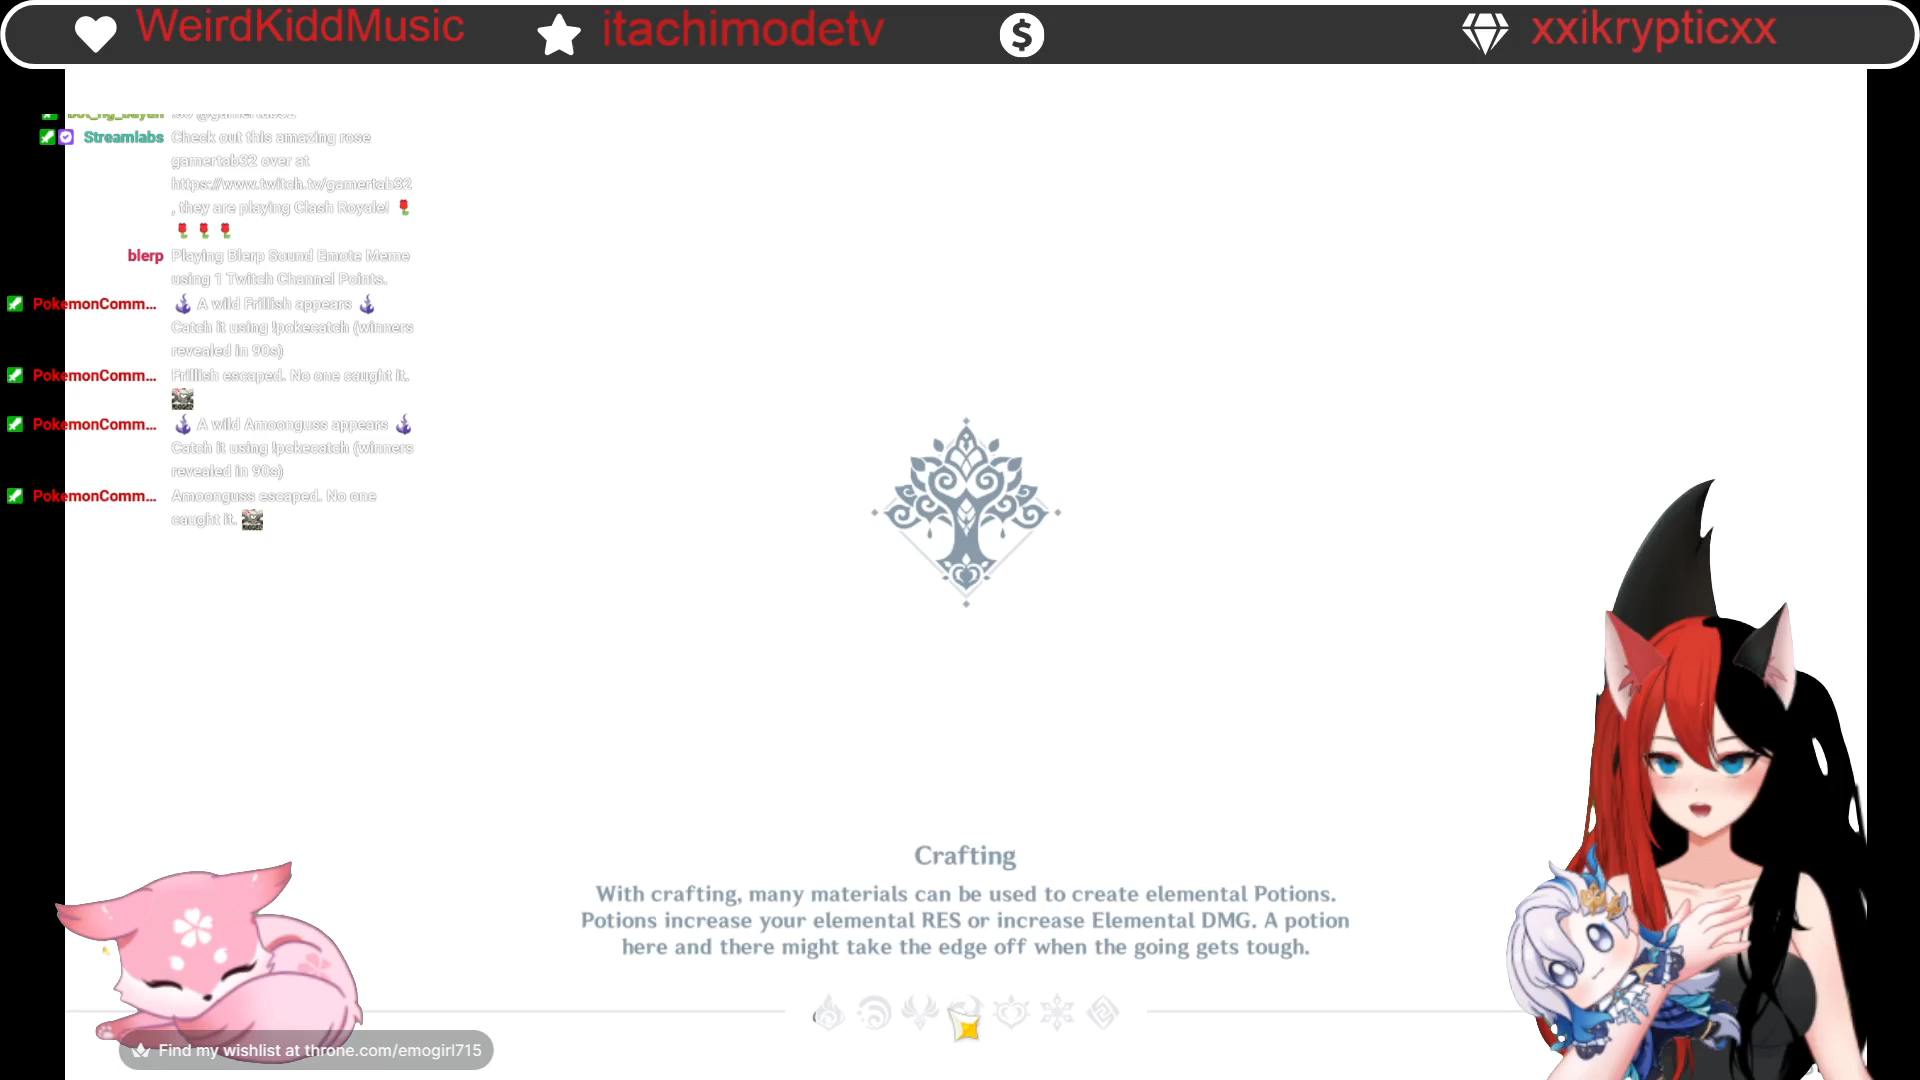 WeirdKiddMusic
itachimodetv
xxikrypticxx
Streamlabs Check out this amazing rose
gamertab32 over at
https://www.twitch.tv/gamertab32
, they are playing Clash Royale!
blerp Playing Blerp Sound Emote Meme
using 1 Twitch Channel Points.
PokemonComm... A wild Frillish appears
Catch it using !pokecatch (winners
revealed in 90s)
PokemonComm... Frillish escaped. No one caught it.
PokemonComm... A wild Amoonguss appears
Catch it using !pokecatch (winners
revealed in 90s)
PokemonComm... Amoonguss escaped. No one
caught it.
Crafting
With crafting, many materials can be used to create elemental Potions.
Potions increase your elemental RES or increase Elemental DMG. A potion
here and there might take the edge off when the going gets tough.
Find my wishlist at throne.com/emogirl715